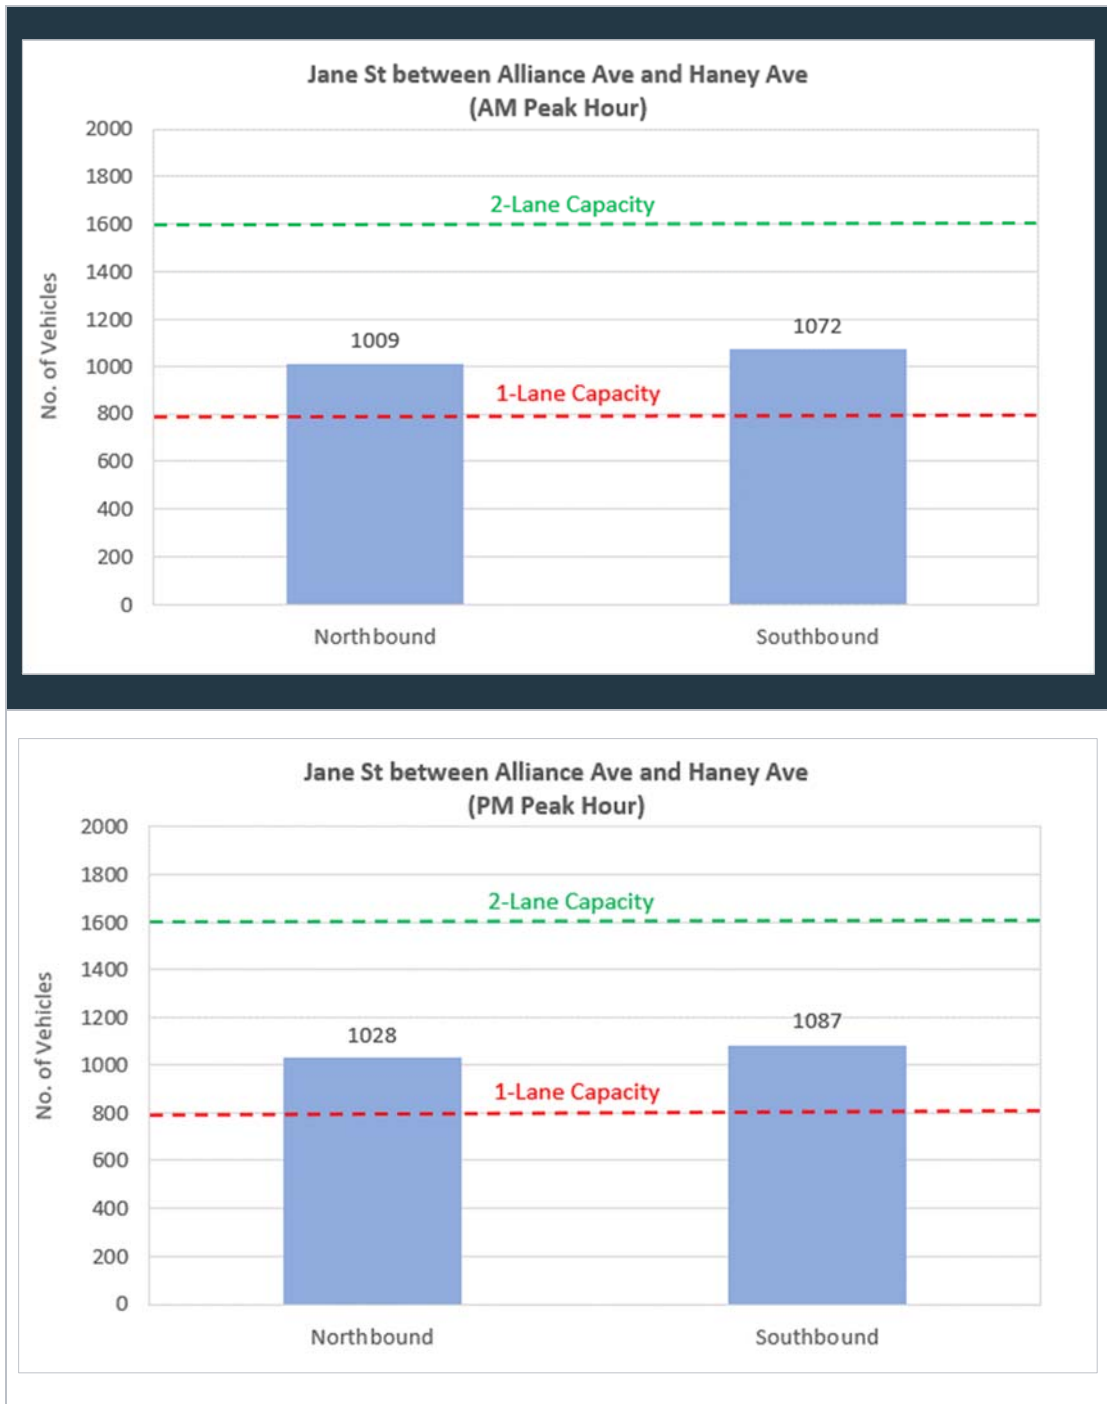 Jane St between Alliance Ave and Haney Ave
(AM Peak Hour)
2000
1800
2-Lane Capacity
1600
1400
1200
1072
1009
1000
1-Lane Capacity
800
600
400
200
0
No. of Vehicles
Northbound
Southbound
Jane St between Alliance Ave and Haney Ave
(PM Peak Hour)
2000
1800
2-Lane Capacity
1600
1400
1200
1087
1028
1000
1-Lane Capacity
800
600
400
200
0
No. of Vehicles
Northbound
Southbound